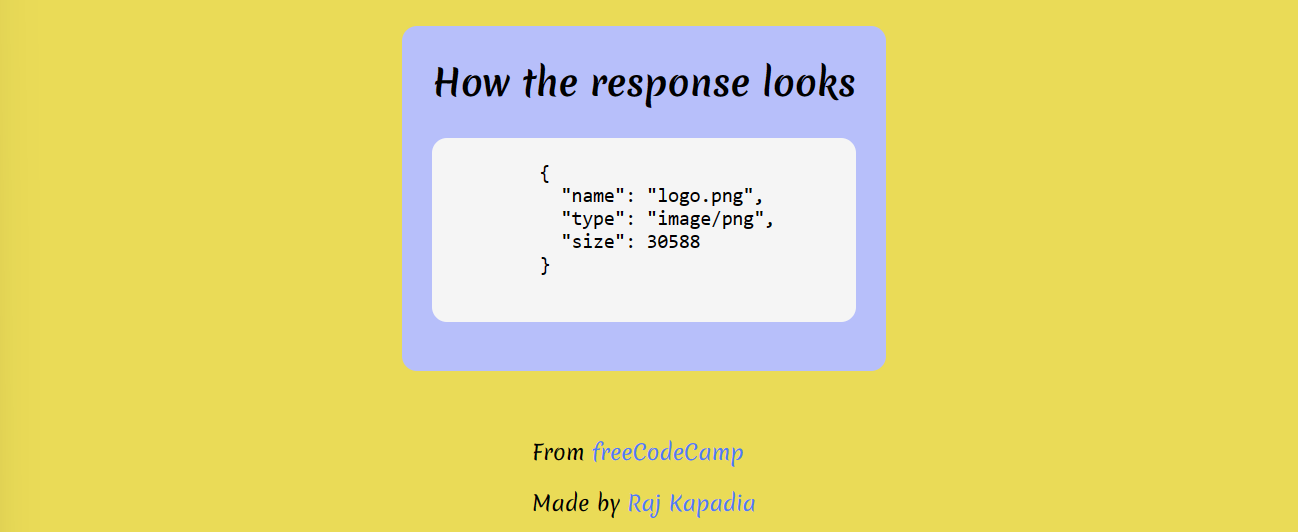 How the response looks
{
"name": "logo.png",
"type": "image/png",
"size": 30588
}
From freeCodeCamp
Made by Raj Kapadia